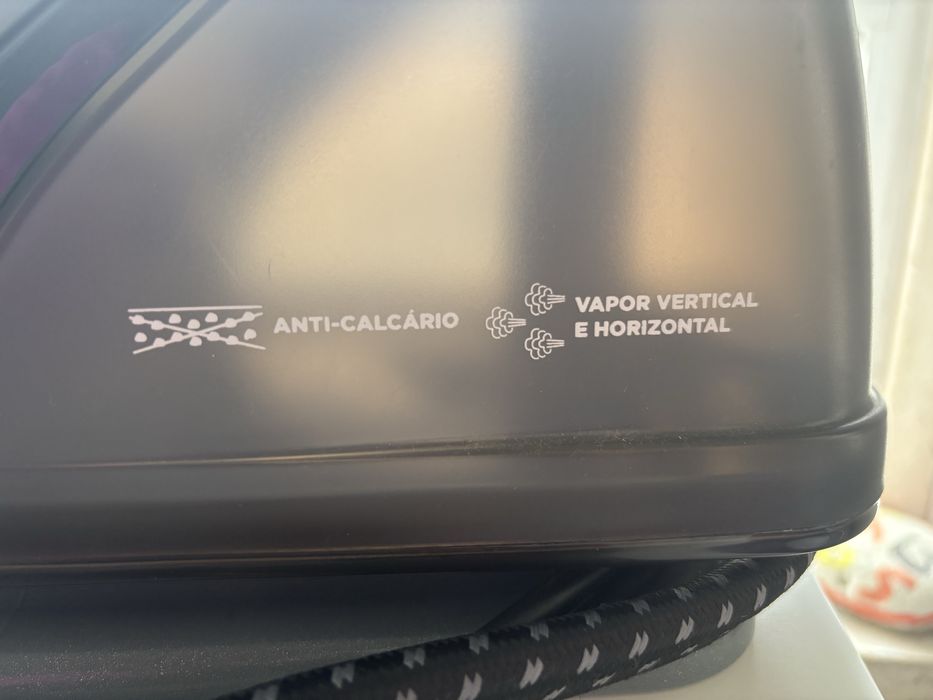 ANTI-CALCÁRIO
VAPOR VERTICAL
E HORIZONTAL